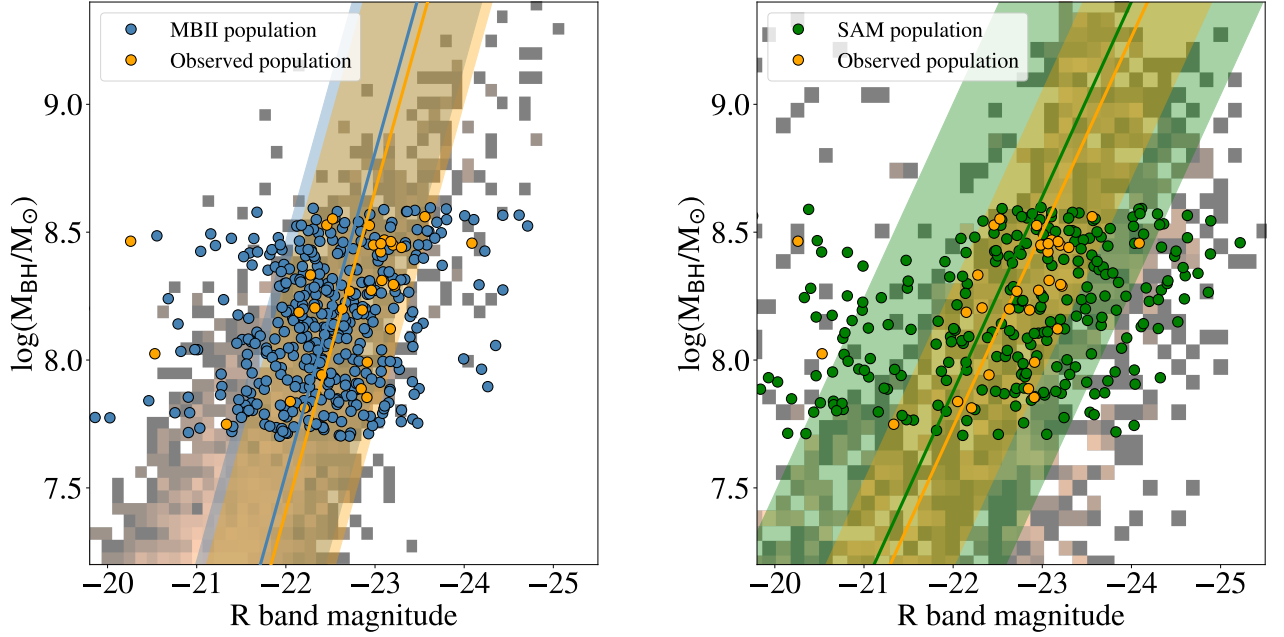 MBII population
Observed population
9.0
8.5
8.0
7.5
log(M_BH/M_⊙)
−20 −21 −22 −23 −24 −25
R band magnitude
SAM population
Observed population
9.0
8.5
8.0
7.5
log(M_BH/M_⊙)
−20 −21 −22 −23 −24 −25
R band magnitude